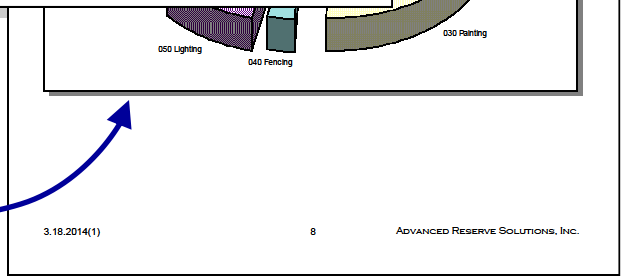 030 Painting
050 Lighting
040 Fencing
3.18.2014(1) 8 Advanced Reserve Solutions, Inc.